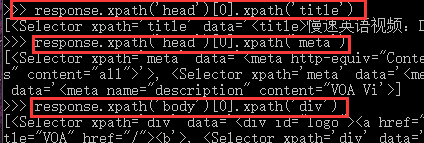 >>> response.xpath('head')[0].xpath('title')
[<Selector xpath='title' data='<title>慢速英语视频：D
>>> response.xpath('head')[0].xpath('meta')
[<Selector xpath='meta' data='<meta http-equiv="Conte
s" content="all">'>, <Selector xpath='meta' data='<me
data='<meta name="description" content="VOA Vi'>]
>>> response.xpath('body')[0].xpath('div')
[<Selector xpath='div' data='<div id="logo"><a href="
tle="VOA" href="/"><b'>, <Selector xpath='div' data='